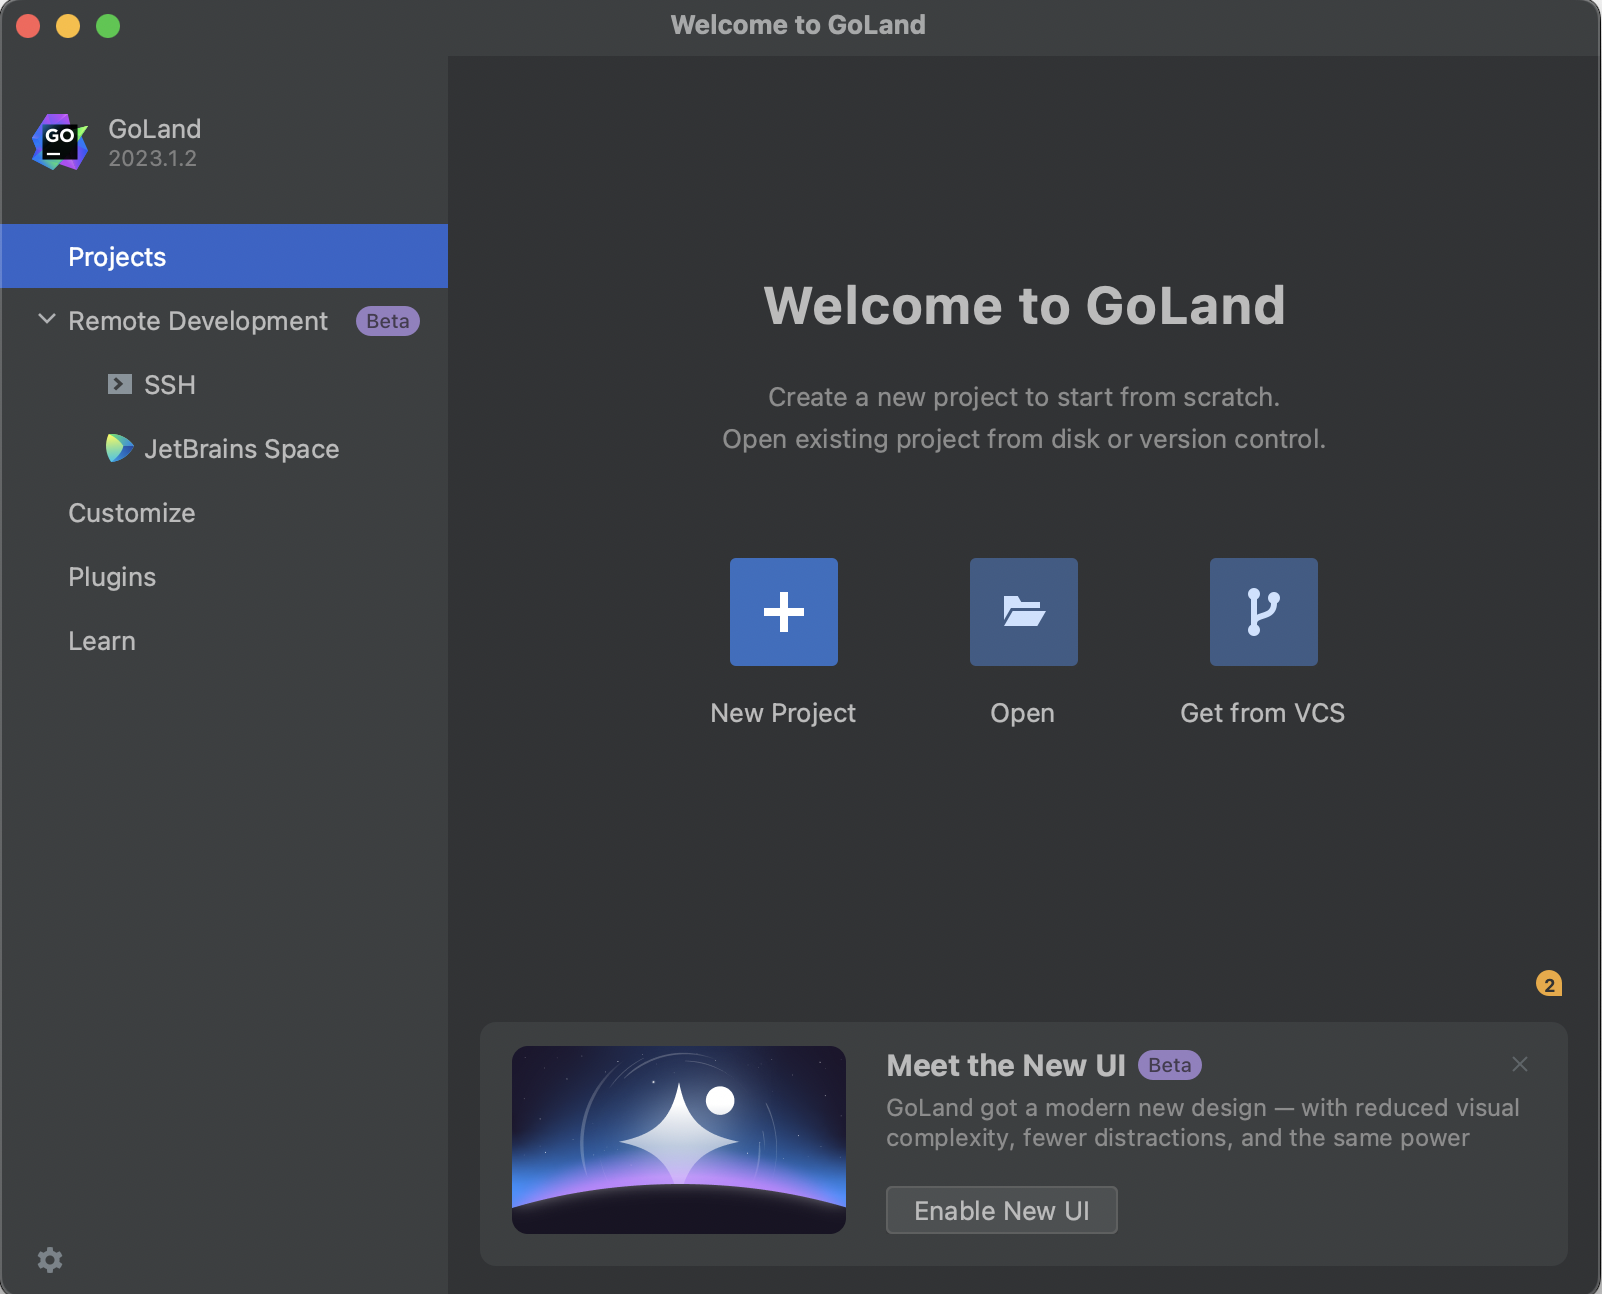 Welcome to GoLand
GO
GoLand
2023.1.2
Projects
Remote Development Beta
SSH
JetBrains Space
Customize
Plugins
Learn
Welcome to GoLand
Create a new project to start from scratch.
Open existing project from disk or version control.
New Project
Open
Get from VCS
2
Meet the New UI Beta
GoLand got a modern new design — with reduced visual
complexity, fewer distractions, and the same power
Enable New UI